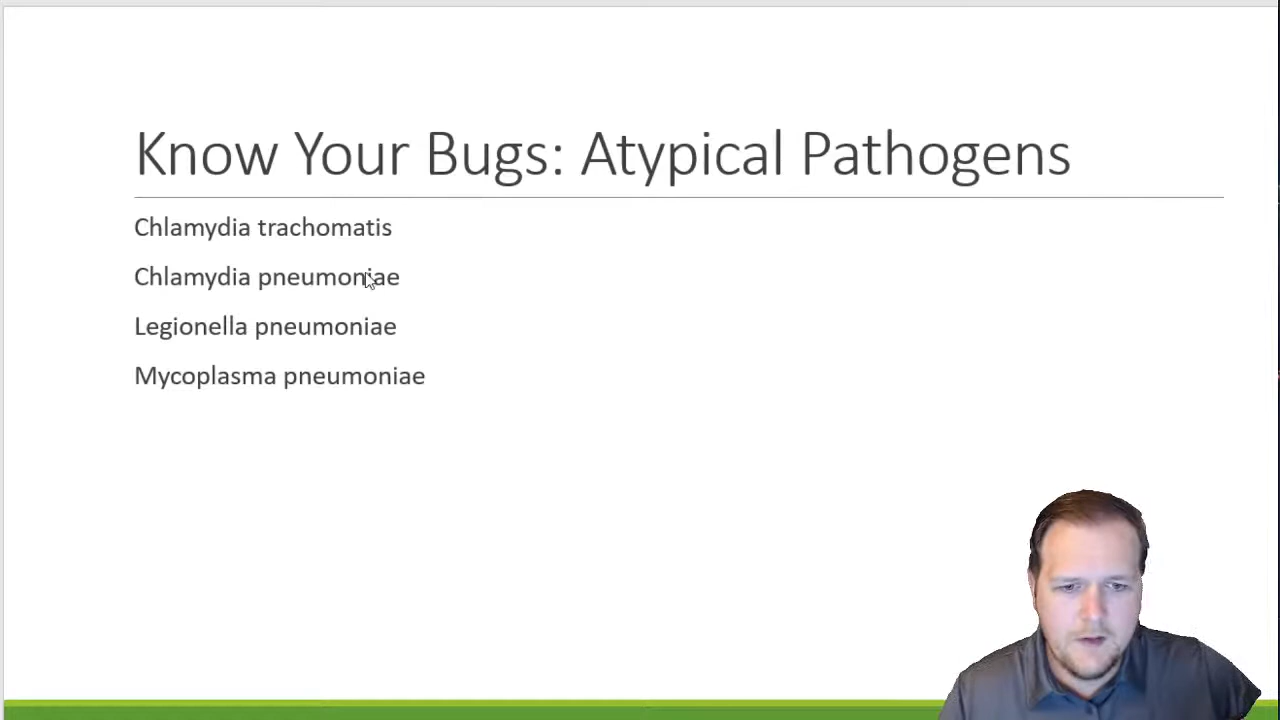 Know Your Bugs: Atypical Pathogens
Chlamydia trachomatis
Chlamydia pneumoniae
Legionella pneumoniae
Mycoplasma pneumoniae